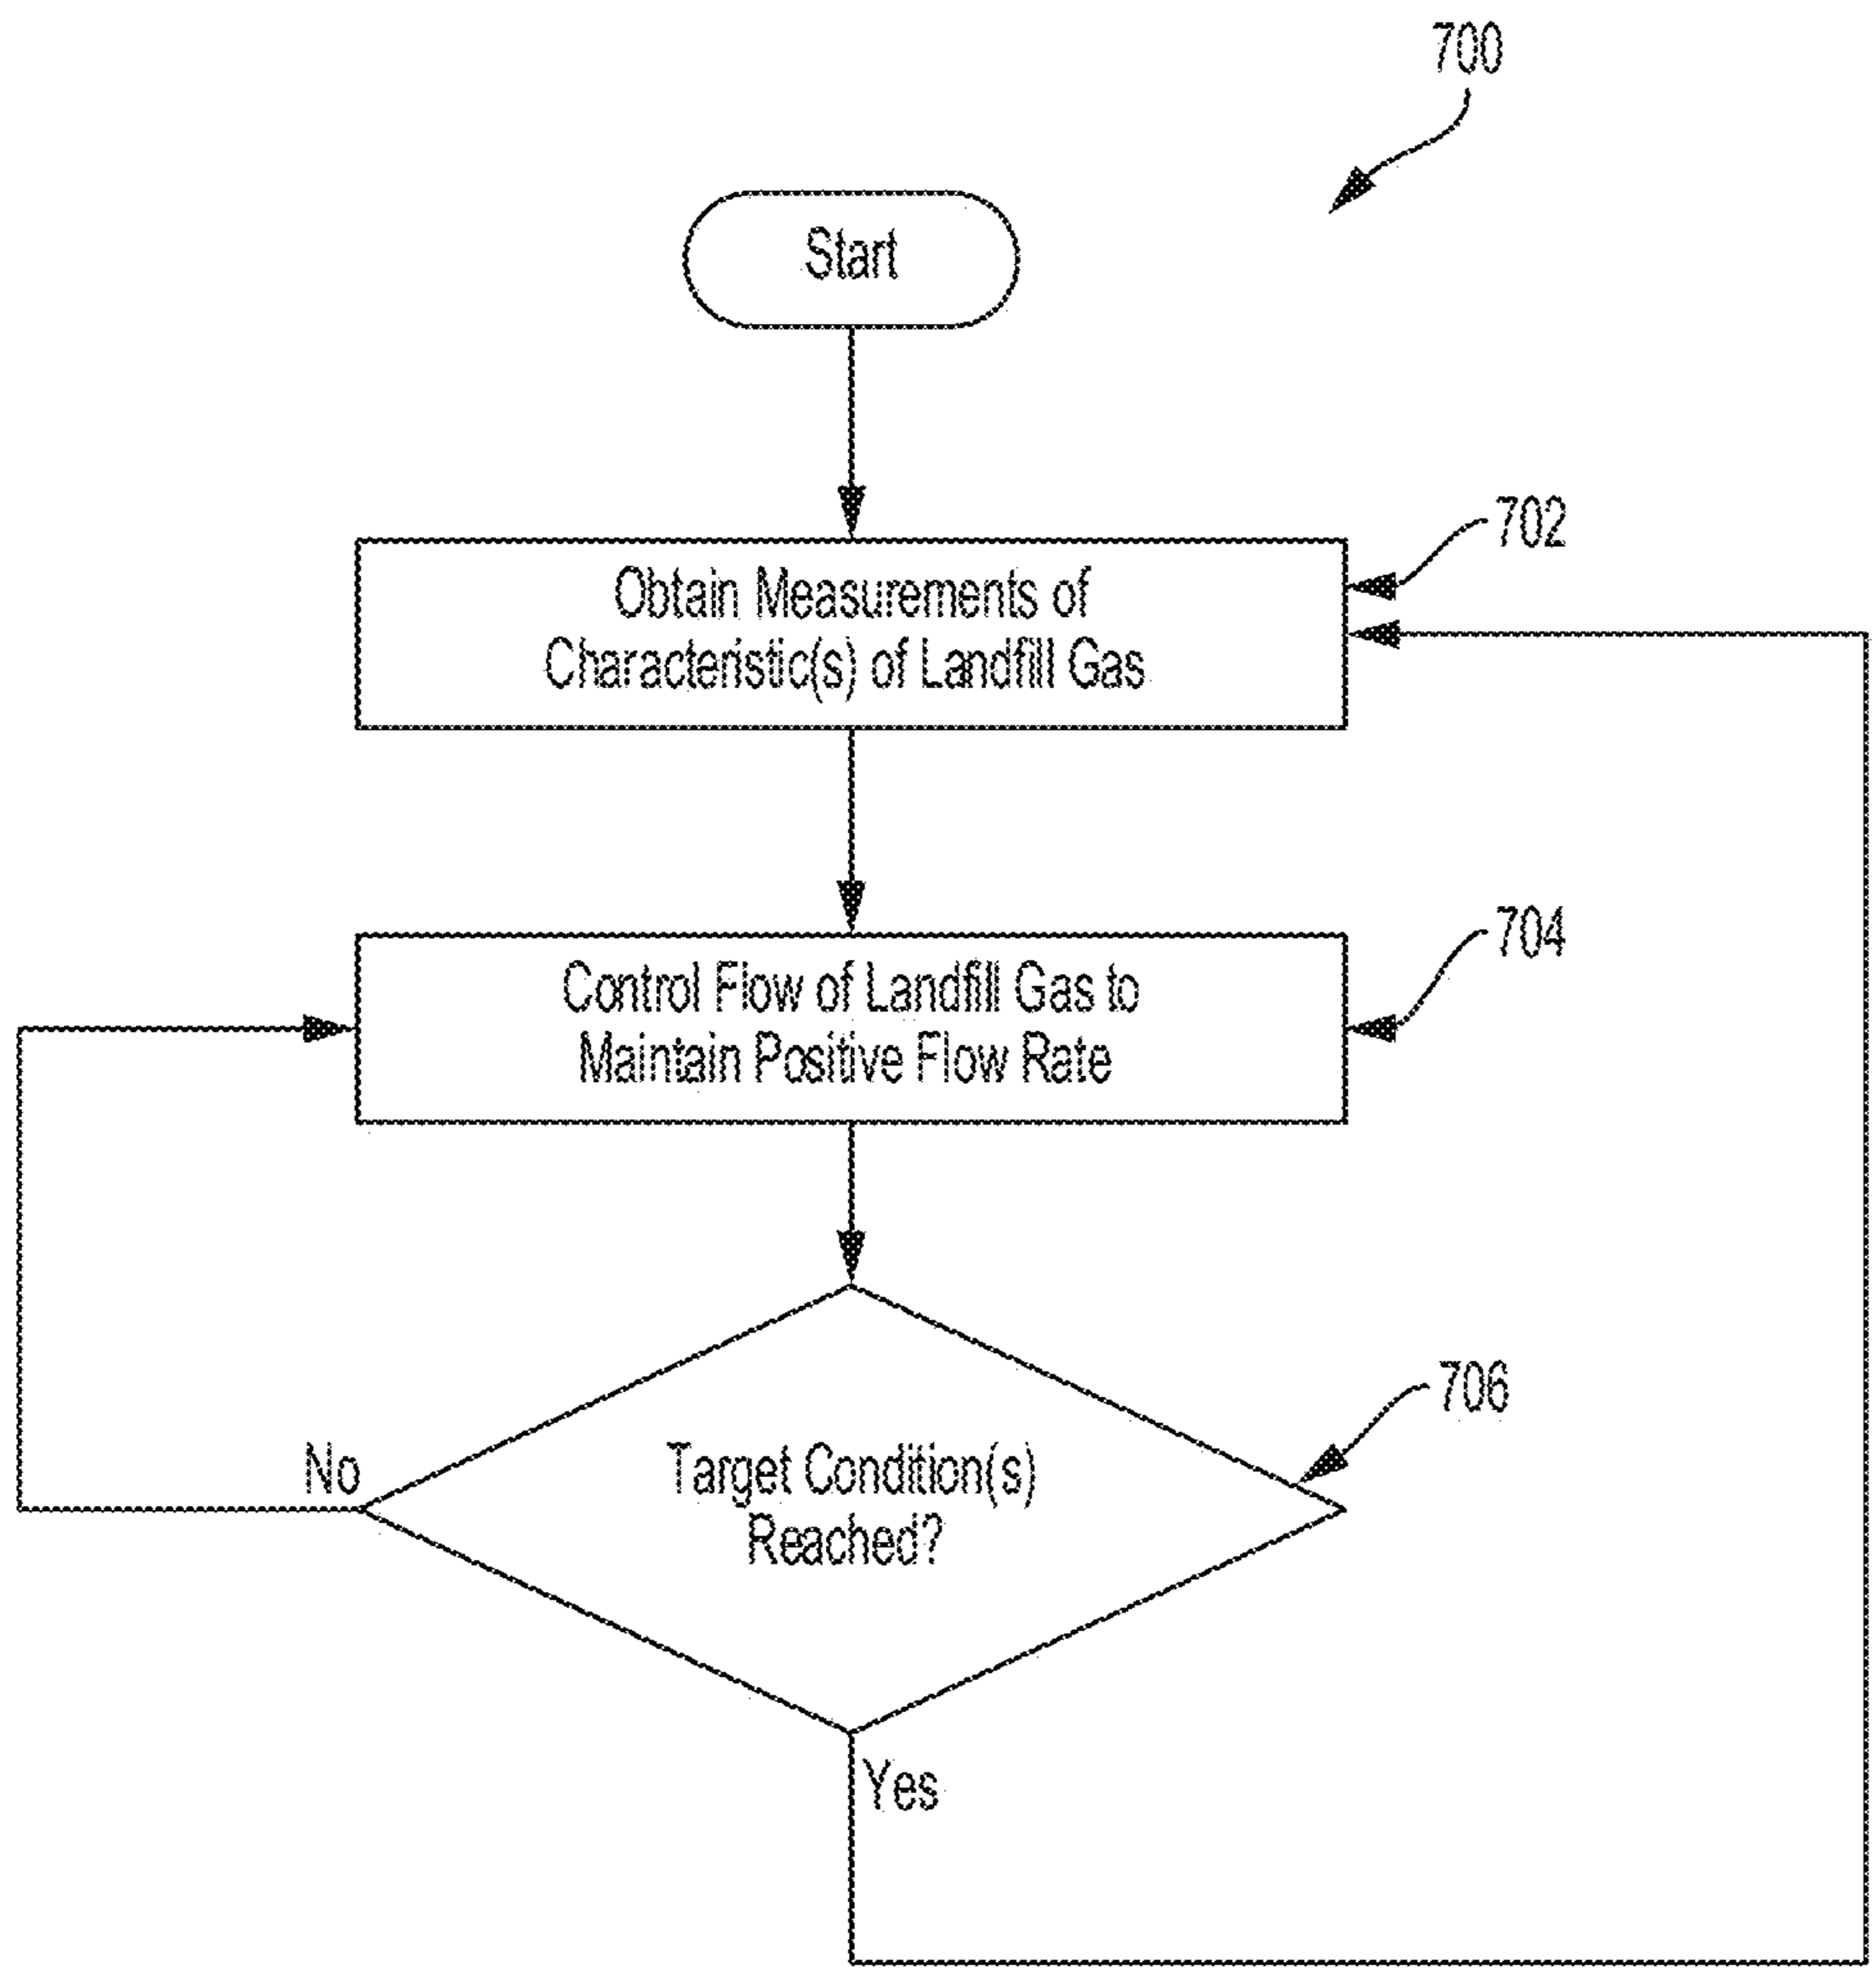 700
Start
702
Obtain Measurements of
Characteristic(s) of Landfill Gas
704
Control Flow of Landfill Gas to
Maintain Positive Flow Rate
706
No
Target Condition(s)
Reached?
Yes